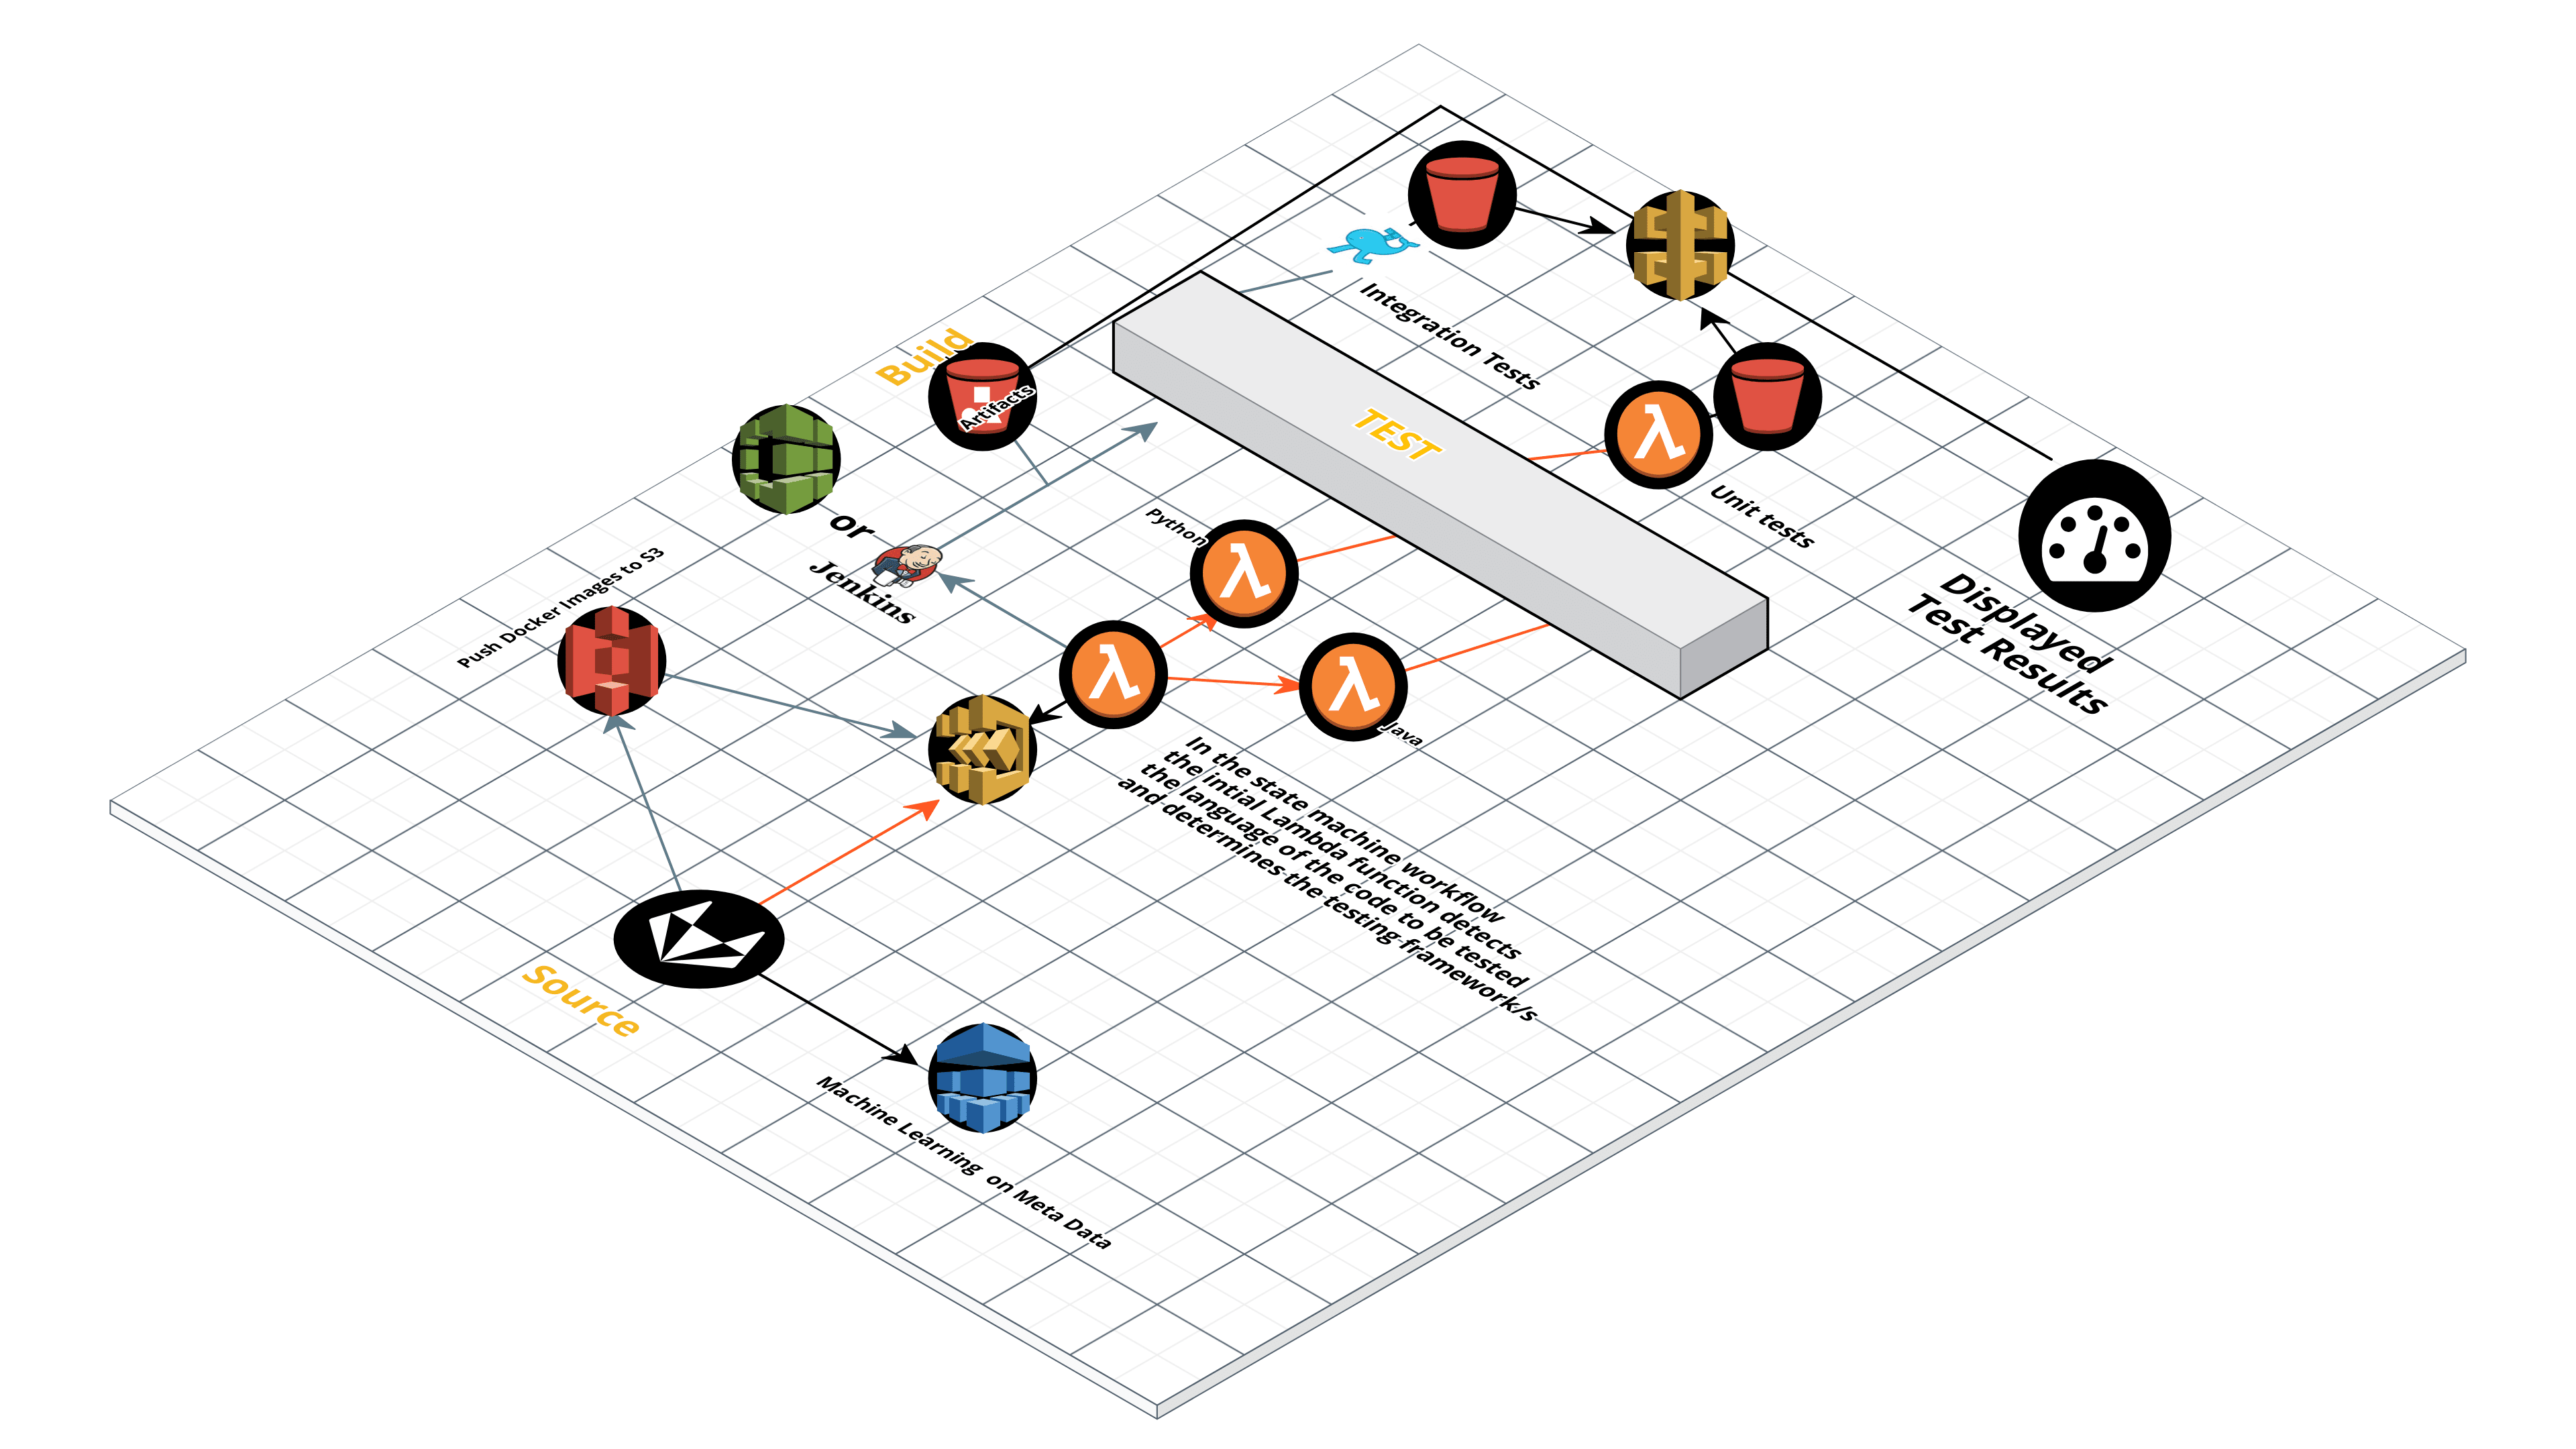 Build
Artifacts
or
Jenkins
Push Docker Images to S3
Source
Machine Learning on Meta Data
Python
Java
In the state machine workflow
the intial Lambda function detects
the language of the code to be tested
and determines the testing framework/s
TEST
Integration Tests
Unit tests
Displayed
Test Results